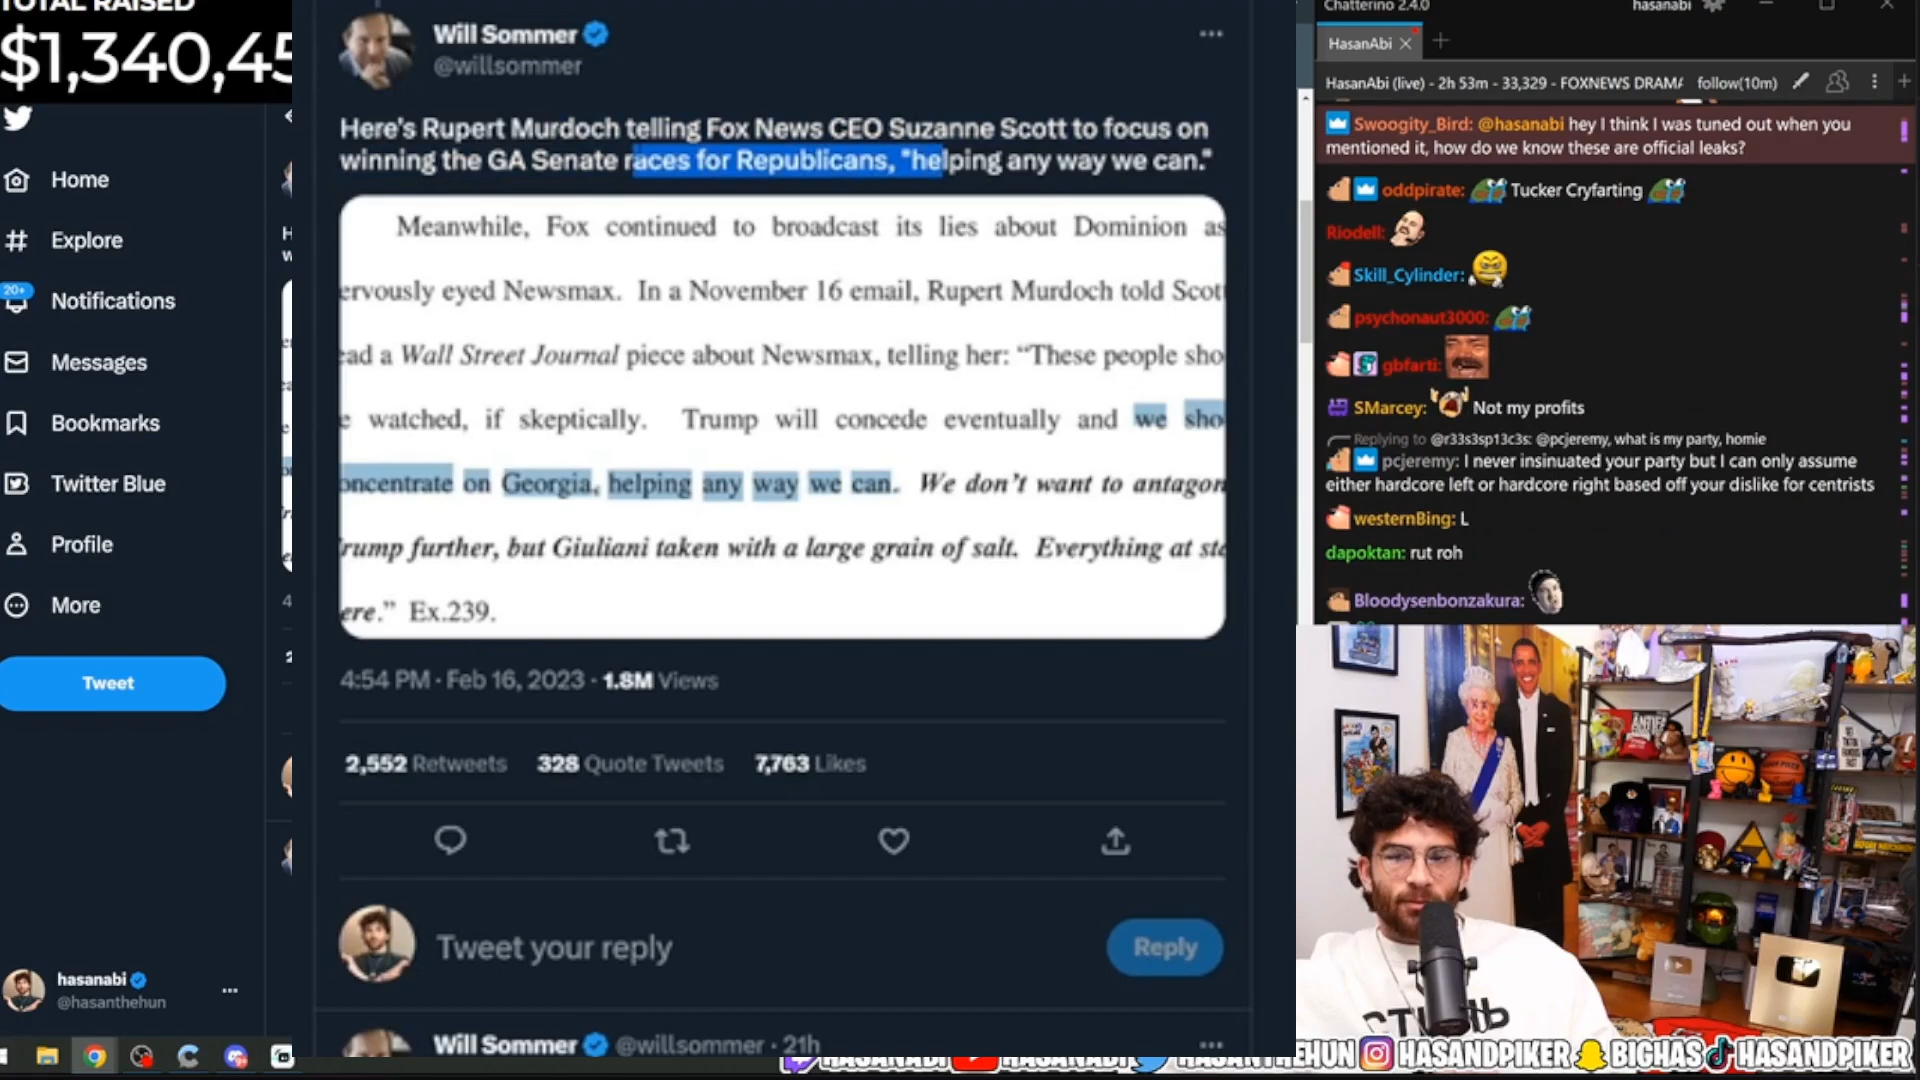 TOTAL RAISED
$1,340,45
Home
Explore
20+
Notifications
Messages
Bookmarks
Twitter Blue
Profile
More
Tweet
hasanabi
@hasanthehun
Will Sommer
@willsommer
Here's Rupert Murdoch telling Fox News CEO Suzanne Scott to focus on
winning the GA Senate races for Republicans, "helping any way we can."
Meanwhile, Fox continued to broadcast its lies about Dominion as
ervously eyed Newsmax. In a November 16 email, Rupert Murdoch told Scott
ead a Wall Street Journal piece about Newsmax, telling her: “These people sho
e watched, if skeptically. Trump will concede eventually and we sho
oncentrate on Georgia, helping any way we can. We don’t want to antagon
rump further, but Giuliani taken with a large grain of salt. Everything at sta
ere.” Ex.239.
4:54 PM · Feb 16, 2023 · 1.8M Views
2,552 Retweets 328 Quote Tweets 7,763 Likes
Tweet your reply
Reply
Will Sommer @willsommer · 21h
Chatterino 2.4.0 hasanabi
HasanAbi
HasanAbi (live) - 2h 53m - 33,329 - FOXNEWS DRAMA follow(10m)
Swoogity_Bird: @hasanabi hey I think I was tuned out when you
mentioned it, how do we know these are official leaks?
oddpirate: Tucker Cryfarting
Riodell:
Skill_Cylinder:
psychonaut3000:
gbfarti:
SMarcey: Not my profits
Replying to @r33s3sp13c3s: @pcjeremy, what is my party, homie
pcjeremy: I never insinuated your party but I can only assume
either hardcore left or hardcore right based off your dislike for centrists
westernBing: L
dapoktan: rut roh
Bloodysenbonzakura:
ANTIFA
HASANABI HASANABI HASANTHEHUN HASANDPIKER BIGHAS HASANDPIKER